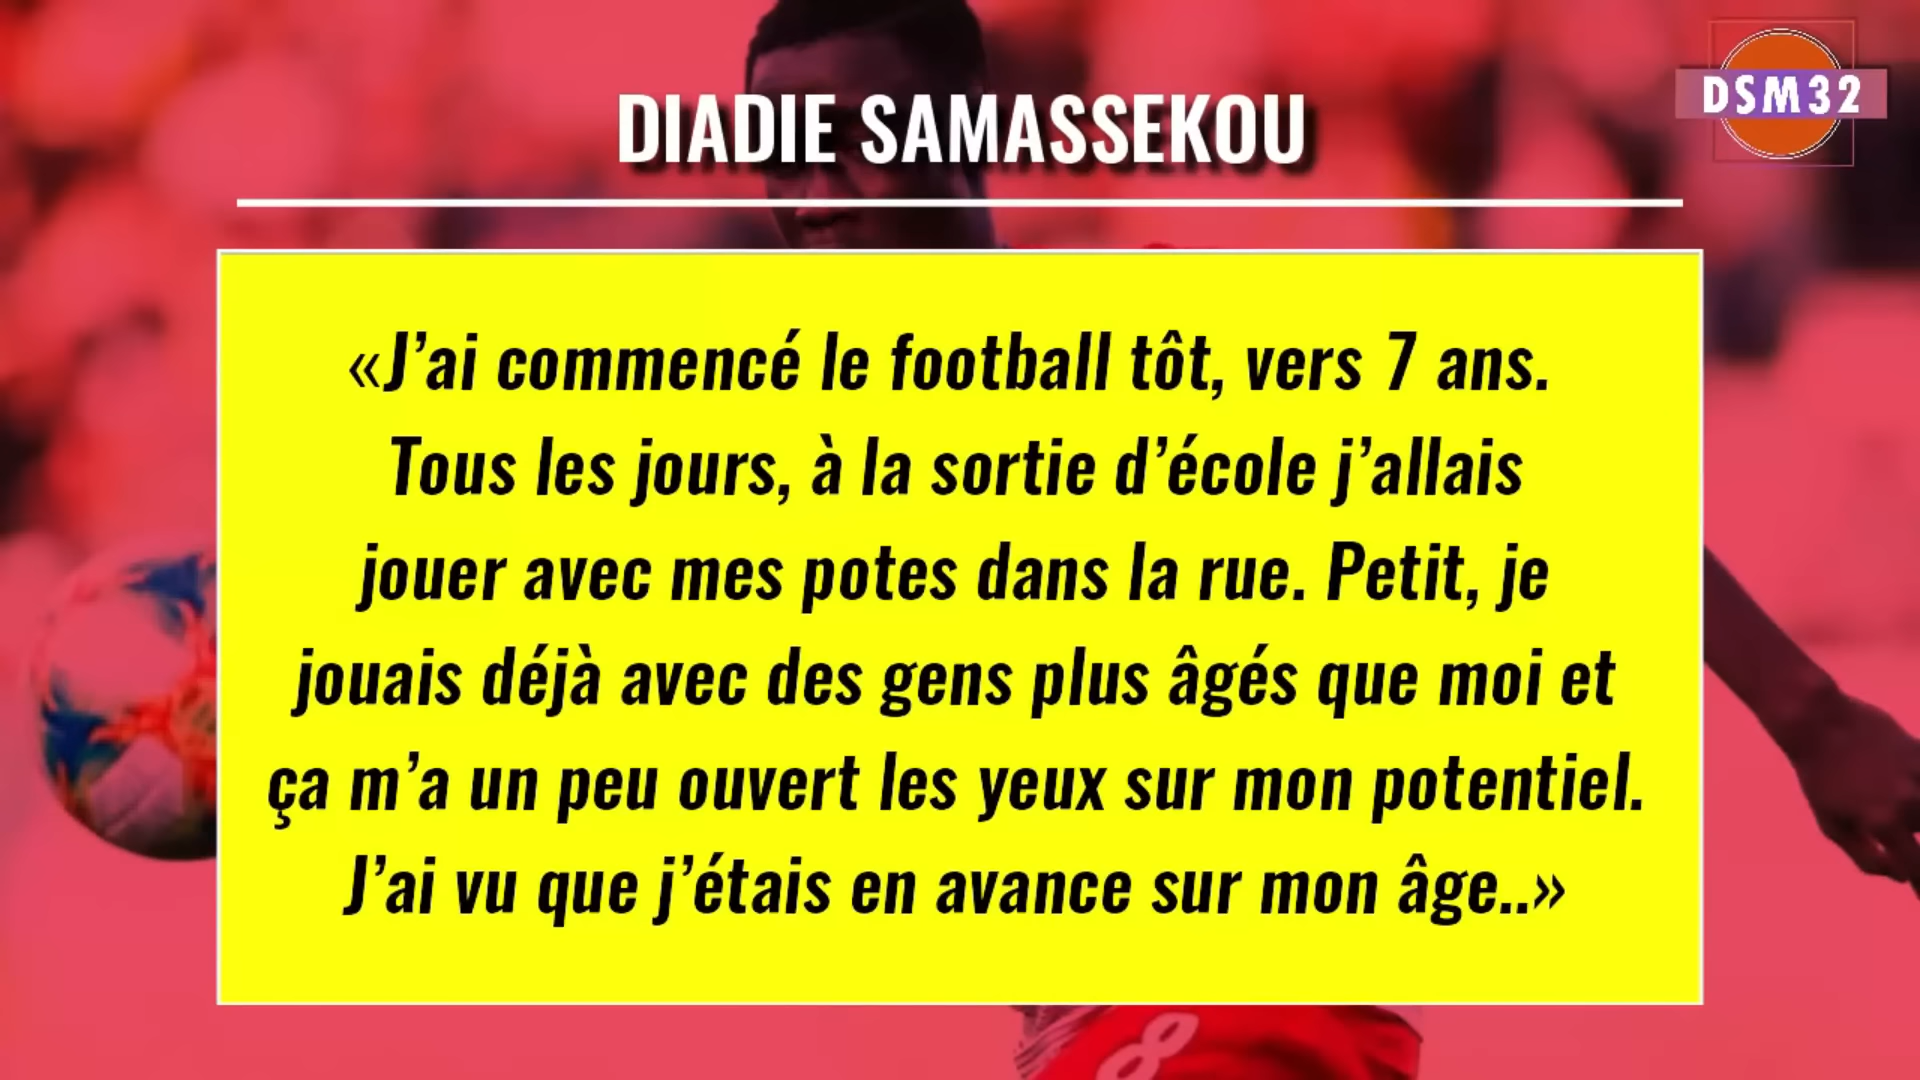 DSM32
DIADIE SAMASSEKOU
«J’ai commencé le football tôt, vers 7 ans.
Tous les jours, à la sortie d’école j’allais
jouer avec mes potes dans la rue. Petit, je
jouais déjà avec des gens plus âgés que moi et
ça m’a un peu ouvert les yeux sur mon potentiel.
J’ai vu que j’étais en avance sur mon âge..»
8